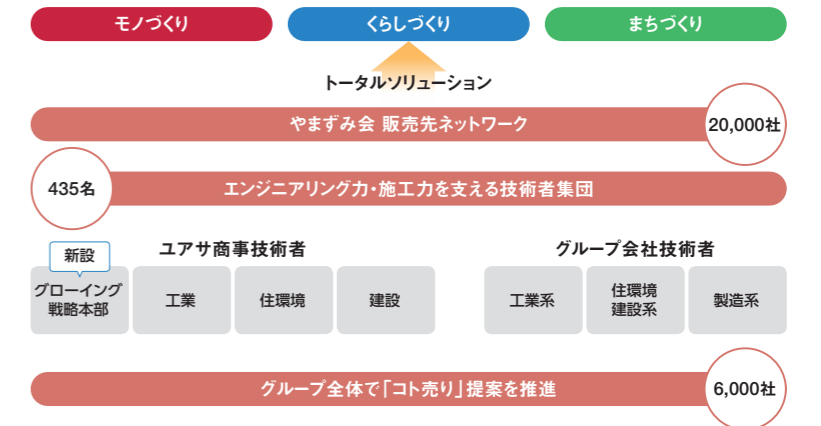 モノづくり
くらしづくり
まちづくり
トータルソリューション
やまずみ会 販売先ネットワーク
20,000社
435名
エンジニアリング力・施工力を支える技術者集団
ユアサ商事技術者
グループ会社技術者
新設
グローイング
戦略本部
工業
住環境
建設
工業系
住環境
建設系
製造系
グループ全体で「コト売り」提案を推進
6,000社